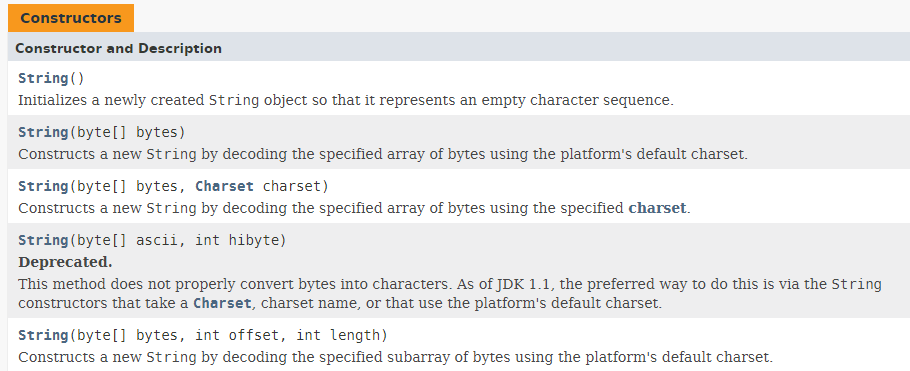 Constructors
Constructor and Description
String()
Initializes a newly created String object so that it represents an empty character sequence.
String(byte[] bytes)
Constructs a new String by decoding the specified array of bytes using the platform's default charset.
String(byte[] bytes, Charset charset)
Constructs a new String by decoding the specified array of bytes using the specified charset.
String(byte[] ascii, int hibyte)
Deprecated.
This method does not properly convert bytes into characters. As of JDK 1.1, the preferred way to do this is via the String
constructors that take a Charset, charset name, or that use the platform's default charset.
String(byte[] bytes, int offset, int length)
Constructs a new String by decoding the specified subarray of bytes using the platform's default charset.